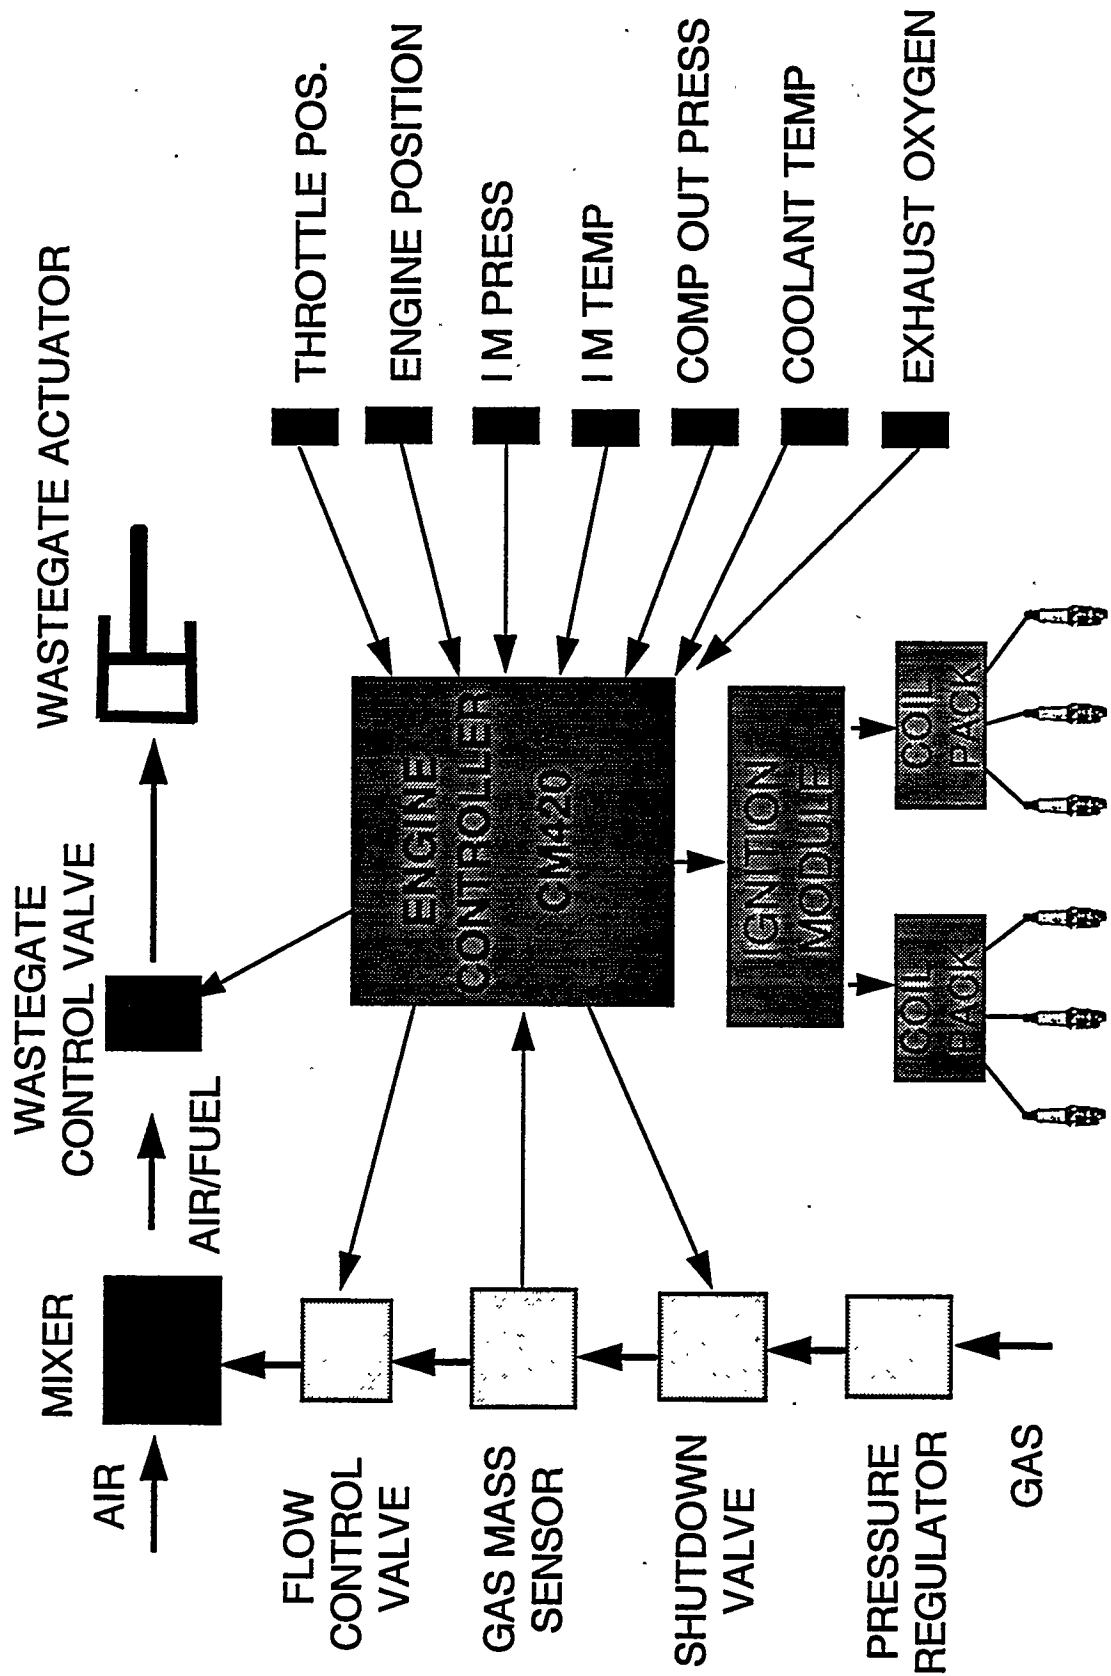 WASTEGATE
CONTROL VALVE
WASTEGATE ACTUATOR
MIXER
AIR
AIR/FUEL
FLOW
CONTROL
VALVE
GAS MASS
SENSOR
SHUTDOWN
VALVE
PRESSURE
REGULATOR
GAS
ENGINE
CONTROLLER
CM420
IGNITION
MODULE
COIL
PACK
COIL
PACK
THROTTLE POS.
ENGINE POSITION
I M PRESS
I M TEMP
COMP OUT PRESS
COOLANT TEMP
EXHAUST OXYGEN